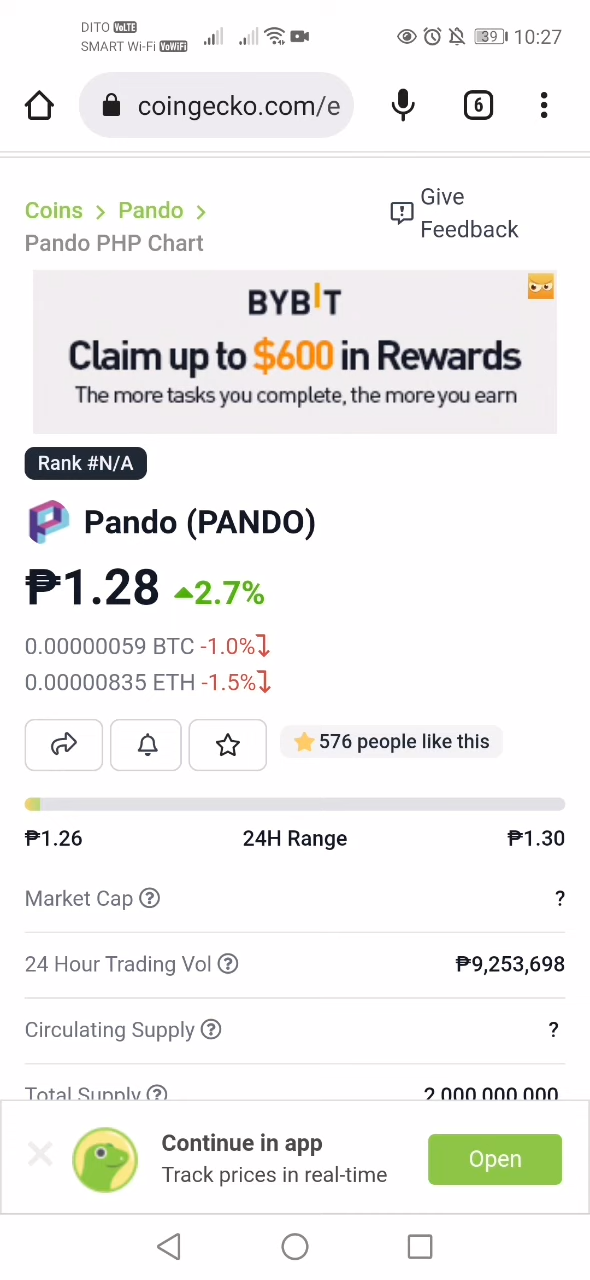 DITO VoLTE
SMART Wi-Fi VoWiFi
39 10:27
coingecko.com/e
6
Coins > Pando >
Pando PHP Chart
Give
Feedback
BYBIT
Claim up to $600 in Rewards
The more tasks you complete, the more you earn
Rank #N/A
Pando (PANDO)
₱1.28 ▲2.7%
0.00000059 BTC -1.0%
0.00000835 ETH -1.5%
576 people like this
₱1.26 24H Range ₱1.30
Market Cap ? ?
24 Hour Trading Vol ? ₱9,253,698
Circulating Supply ? ?
Total Supply ? 2,000,000,000
Continue in app
Track prices in real-time
Open